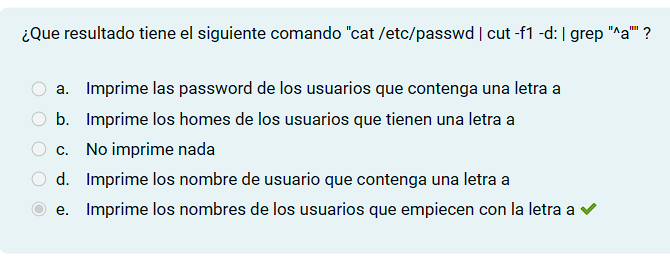 ¿Que resultado tiene el siguiente comando "cat /etc/passwd | cut -f1 -d: | grep "^a"" ?
a. Imprime las password de los usuarios que contenga una letra a
b. Imprime los homes de los usuarios que tienen una letra a
c. No imprime nada
d. Imprime los nombre de usuario que contenga una letra a
e. Imprime los nombres de los usuarios que empiecen con la letra a